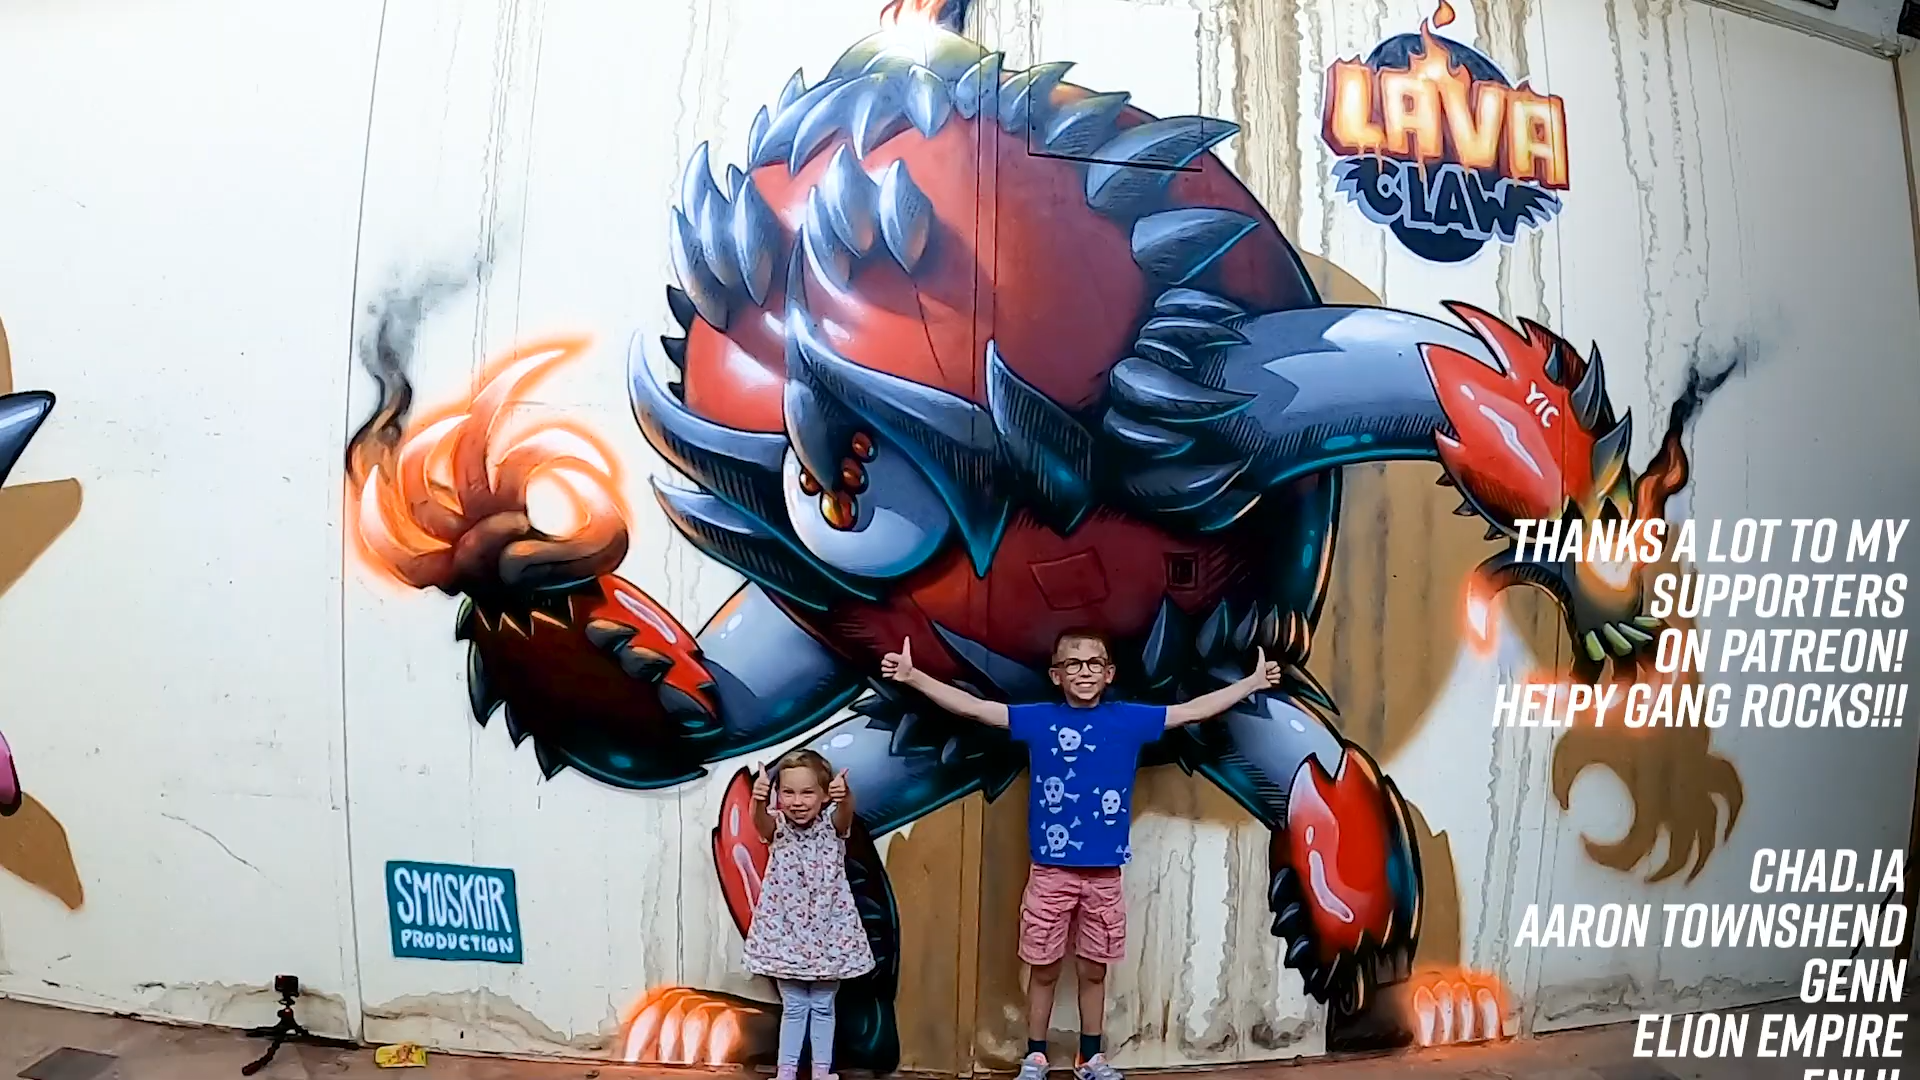 LAVA
CLAW
YIC
THANKS A LOT TO MY
SUPPORTERS
ON PATREON!
HELPY GANG ROCKS!!!
SMOSKAR
PRODUCTION
CHAD.IA
AARON TOWNSHEND
GENN
ELION EMPIRE